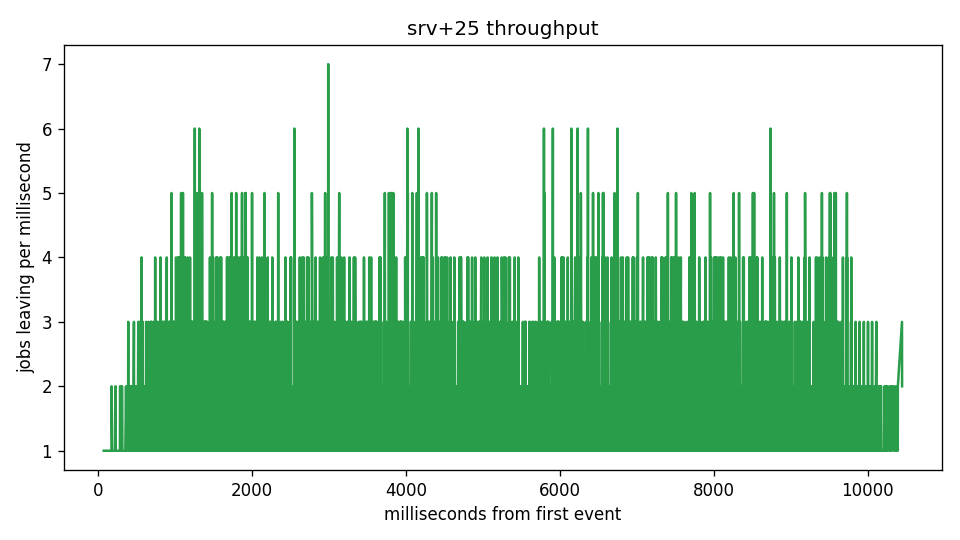 srv+25 throughput
jobs leaving per millisecond
7
6
5
4
3
2
1
0 2000 4000 6000 8000 10000
milliseconds from first event